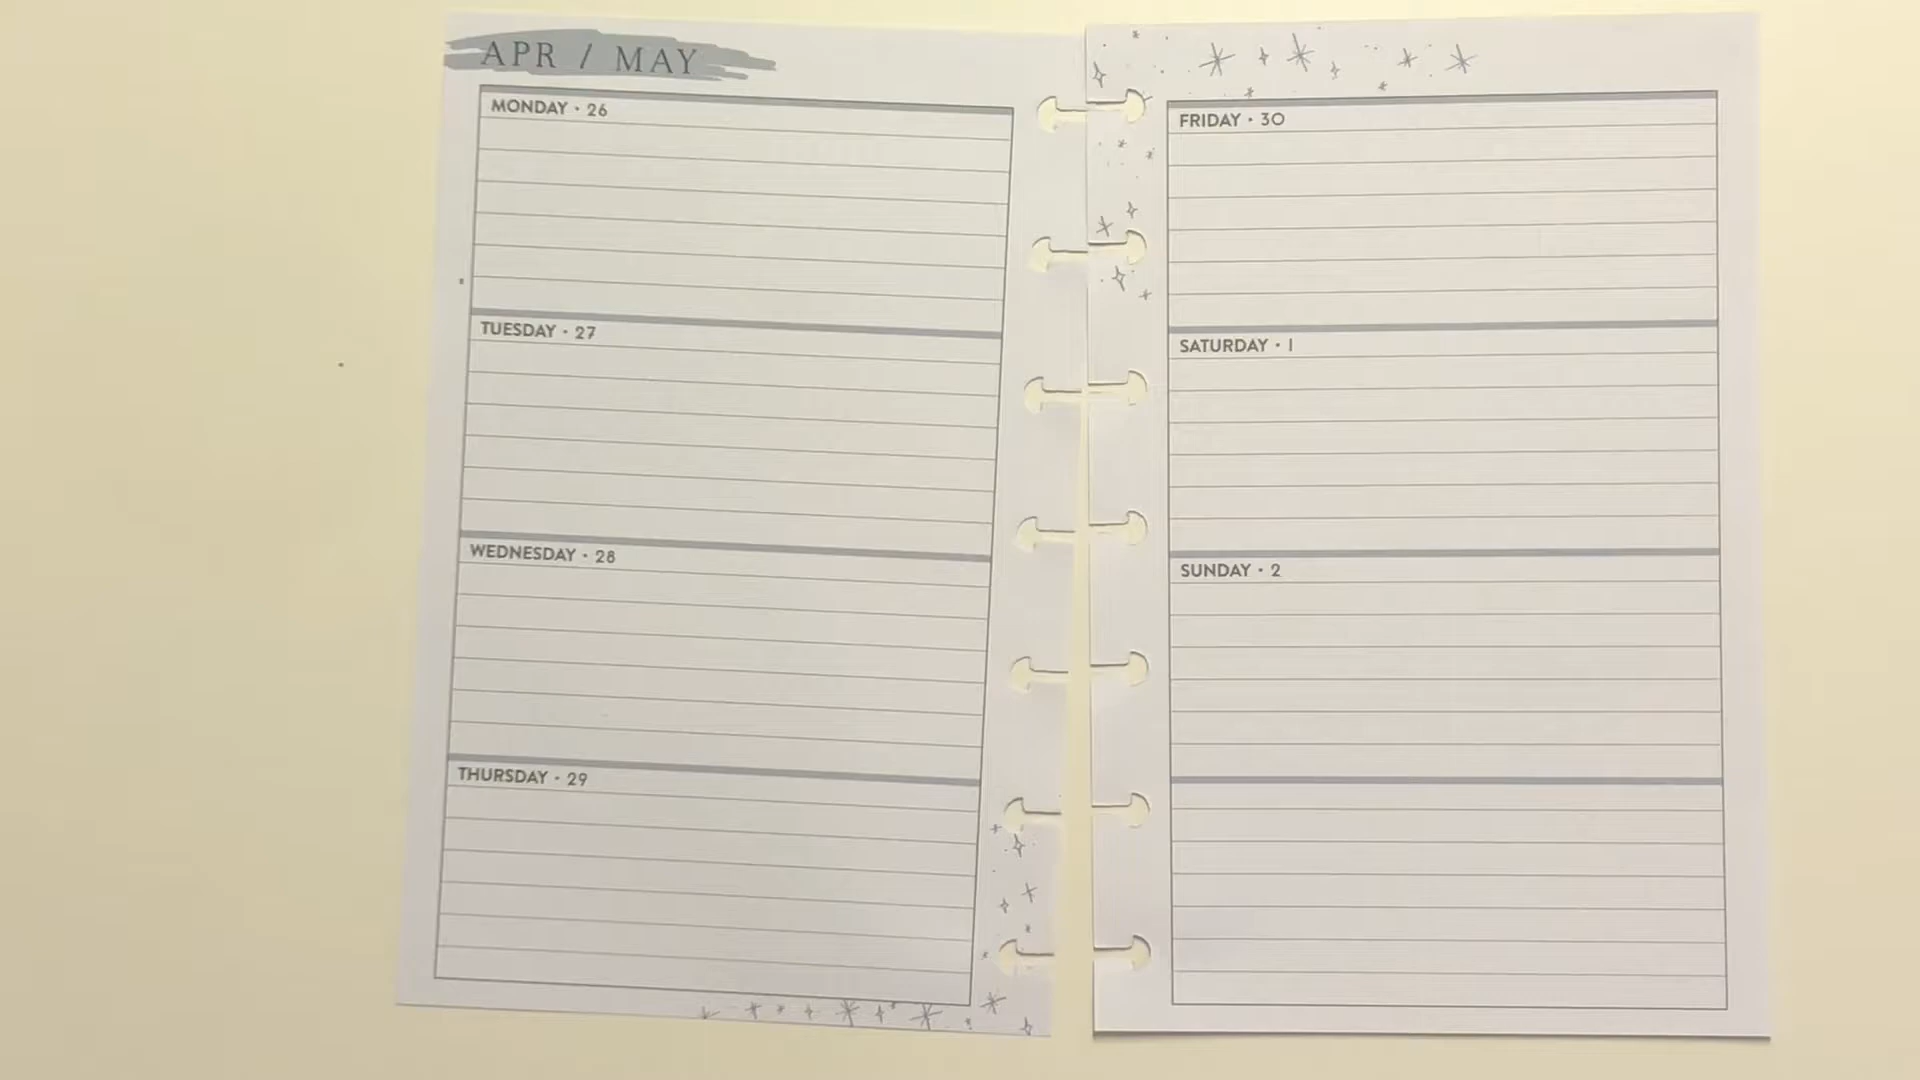 APR / MAY
MONDAY • 26
TUESDAY • 27
WEDNESDAY • 28
THURSDAY • 29
FRIDAY • 30
SATURDAY • 1
SUNDAY • 2